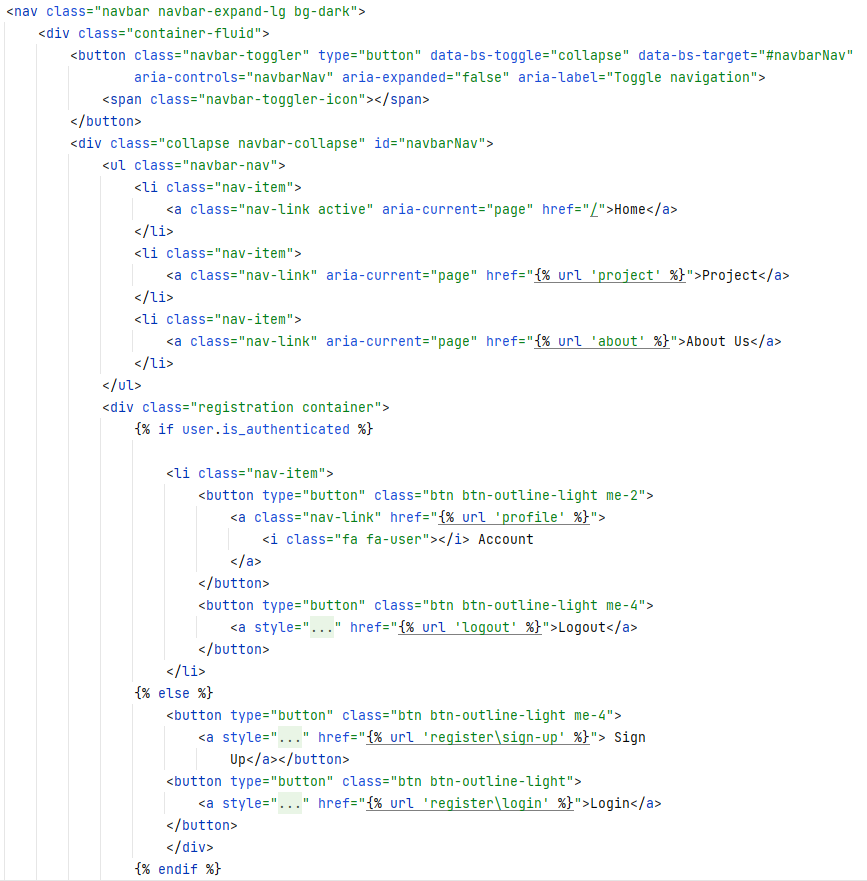 <nav class="navbar navbar-expand-lg bg-dark">
<div class="container-fluid">
<button class="navbar-toggler" type="button" data-bs-toggle="collapse" data-bs-target="#navbarNav"
aria-controls="navbarNav" aria-expanded="false" aria-label="Toggle navigation">
<span class="navbar-toggler-icon"></span>
</button>
<div class="collapse navbar-collapse" id="navbarNav">
<ul class="navbar-nav">
<li class="nav-item">
<a class="nav-link active" aria-current="page" href="/">Home</a>
</li>
<li class="nav-item">
<a class="nav-link" aria-current="page" href="{% url 'project' %}">Project</a>
</li>
<li class="nav-item">
<a class="nav-link" aria-current="page" href="{% url 'about' %}">About Us</a>
</li>
</ul>
<div class="registration container">
{% if user.is_authenticated %}
<li class="nav-item">
<button type="button" class="btn btn-outline-light me-2">
<a class="nav-link" href="{% url 'profile' %}">
<i class="fa fa-user"></i> Account
</a>
</button>
<button type="button" class="btn btn-outline-light me-4">
<a style="..." href="{% url 'logout' %}">Logout</a>
</button>
</li>
{% else %}
<button type="button" class="btn btn-outline-light me-4">
<a style="..." href="{% url 'register\sign-up' %}"> Sign
Up</a></button>
<button type="button" class="btn btn-outline-light">
<a style="..." href="{% url 'register\login' %}">Login</a>
</button>
</div>
{% endif %}